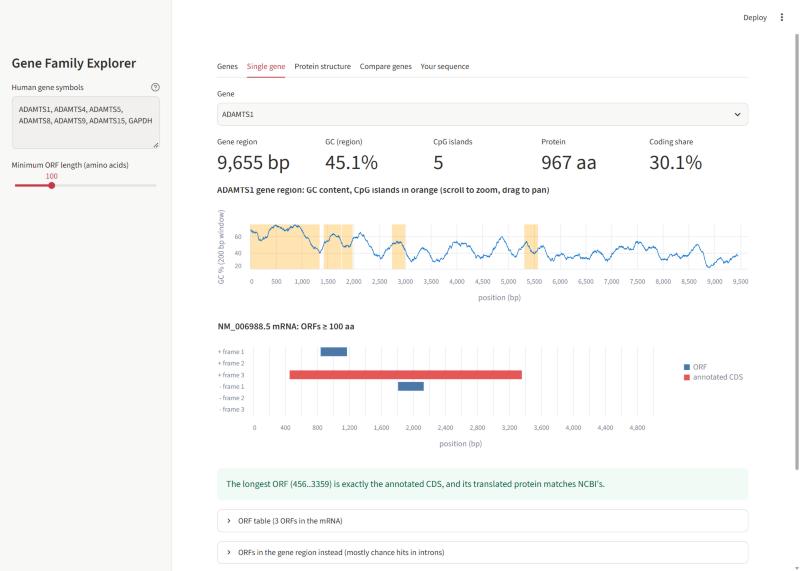 Deploy
Gene Family Explorer
Human gene symbols
ADAMTS1, ADAMTS4, ADAMTS5,
ADAMTS8, ADAMTS9, ADAMTS15, GAPDH
Minimum ORF length (amino acids)
100
Genes Single gene Protein structure Compare genes Your sequence
Gene
ADAMTS1
Gene region GC (region) CpG islands Protein Coding share
9,655 bp 45.1% 5 967 aa 30.1%
ADAMTS1 gene region: GC content, CpG islands in orange (scroll to zoom, drag to pan)
GC % (200 bp window)
60
40
20
0 500 1,000 1,500 2,000 2,500 3,000 3,500 4,000 4,500 5,000 5,500 6,000 6,500 7,000 7,500 8,000 8,500 9,000 9,500
position (bp)
NM_006988.5 mRNA: ORFs ≥ 100 aa
+ frame 1
+ frame 2
+ frame 3
- frame 1
- frame 2
- frame 3
ORF
annotated CDS
0 400 800 1,200 1,600 2,000 2,400 2,800 3,200 3,600 4,000 4,400 4,800
position (bp)
The longest ORF (456..3359) is exactly the annotated CDS, and its translated protein matches NCBI's.
ORF table (3 ORFs in the mRNA)
ORFs in the gene region instead (mostly chance hits in introns)